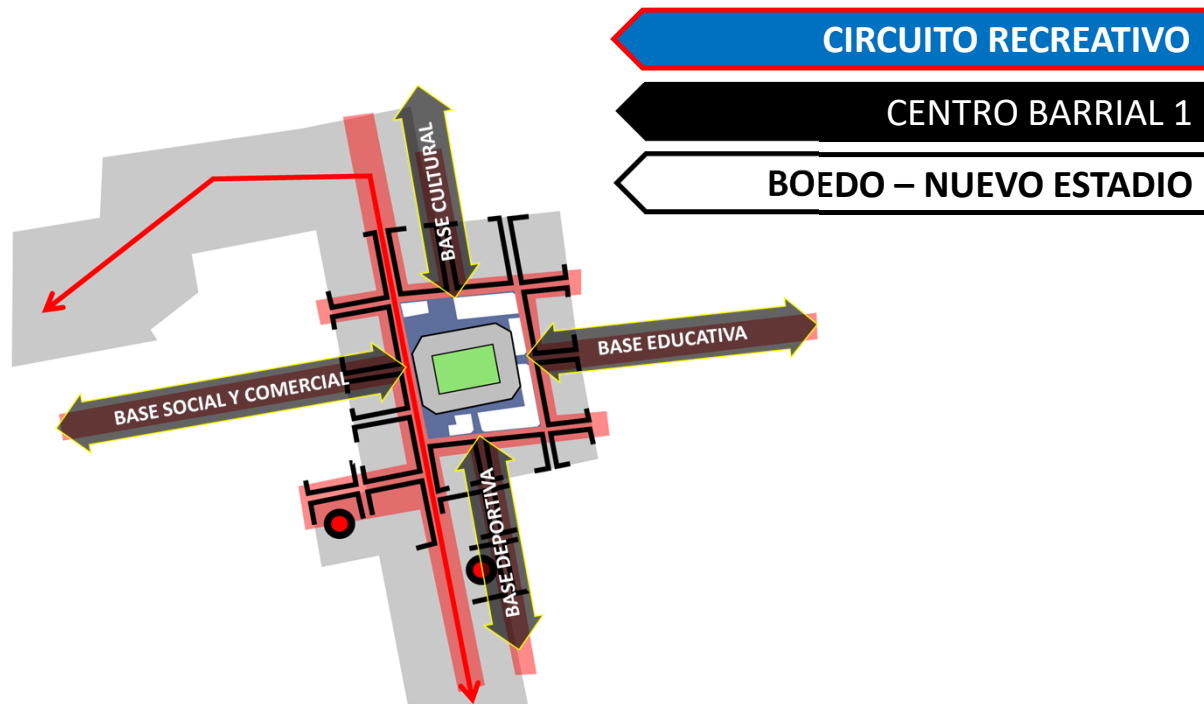 CIRCUITO RECREATIVO
CENTRO BARRIAL 1
BOEDO – NUEVO ESTADIO
BASE CULTURAL
BASE EDUCATIVA
BASE SOCIAL Y COMERCIAL
BASE DEPORTIVA